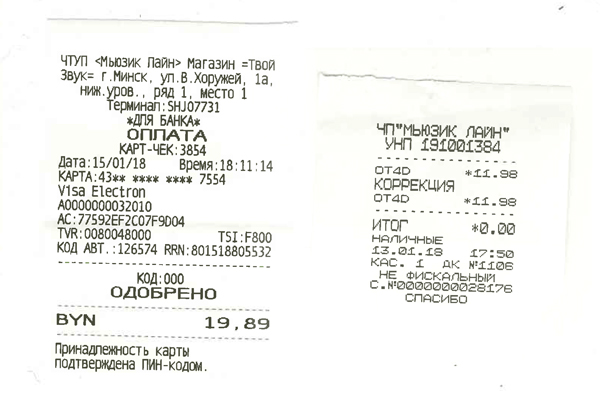 ЧТУП <Мьюзик Лайн> Магазин =Твой
Звук= г.Минск, ул.В.Хоружей, 1а,
ниж.уров., ряд 1, место 1
Терминал:SHJ07731
*ДЛЯ БАНКА*
ОПЛАТА
КАРТ-ЧЕК:3854
Дата:15/01/18 Время:18:11:14
КАРТА:43** **** **** 7554
Visa Electron
A0000000032010
AC:77592EF2C07F9D04
TVR:0080048000 TSI:F800
КОД АВТ.:126574 RRN:801518805532
КОД:000
ОДОБРЕНО
BYN 19,89
Принадлежность карты
подтверждена ПИН-кодом.
ЧП"МЬЮЗИК ЛАЙН"
УНП 191001384
ОТ4D *11.98
КОРРЕКЦИЯ
ОТ4D *11.98
ИТОГ *0.00
НАЛИЧНЫЕ
13.01.18 17:50
КАС. 1 ДК №1106
НЕ ФИСКАЛЬНЫЙ
С.№0000000028176
СПАСИБО